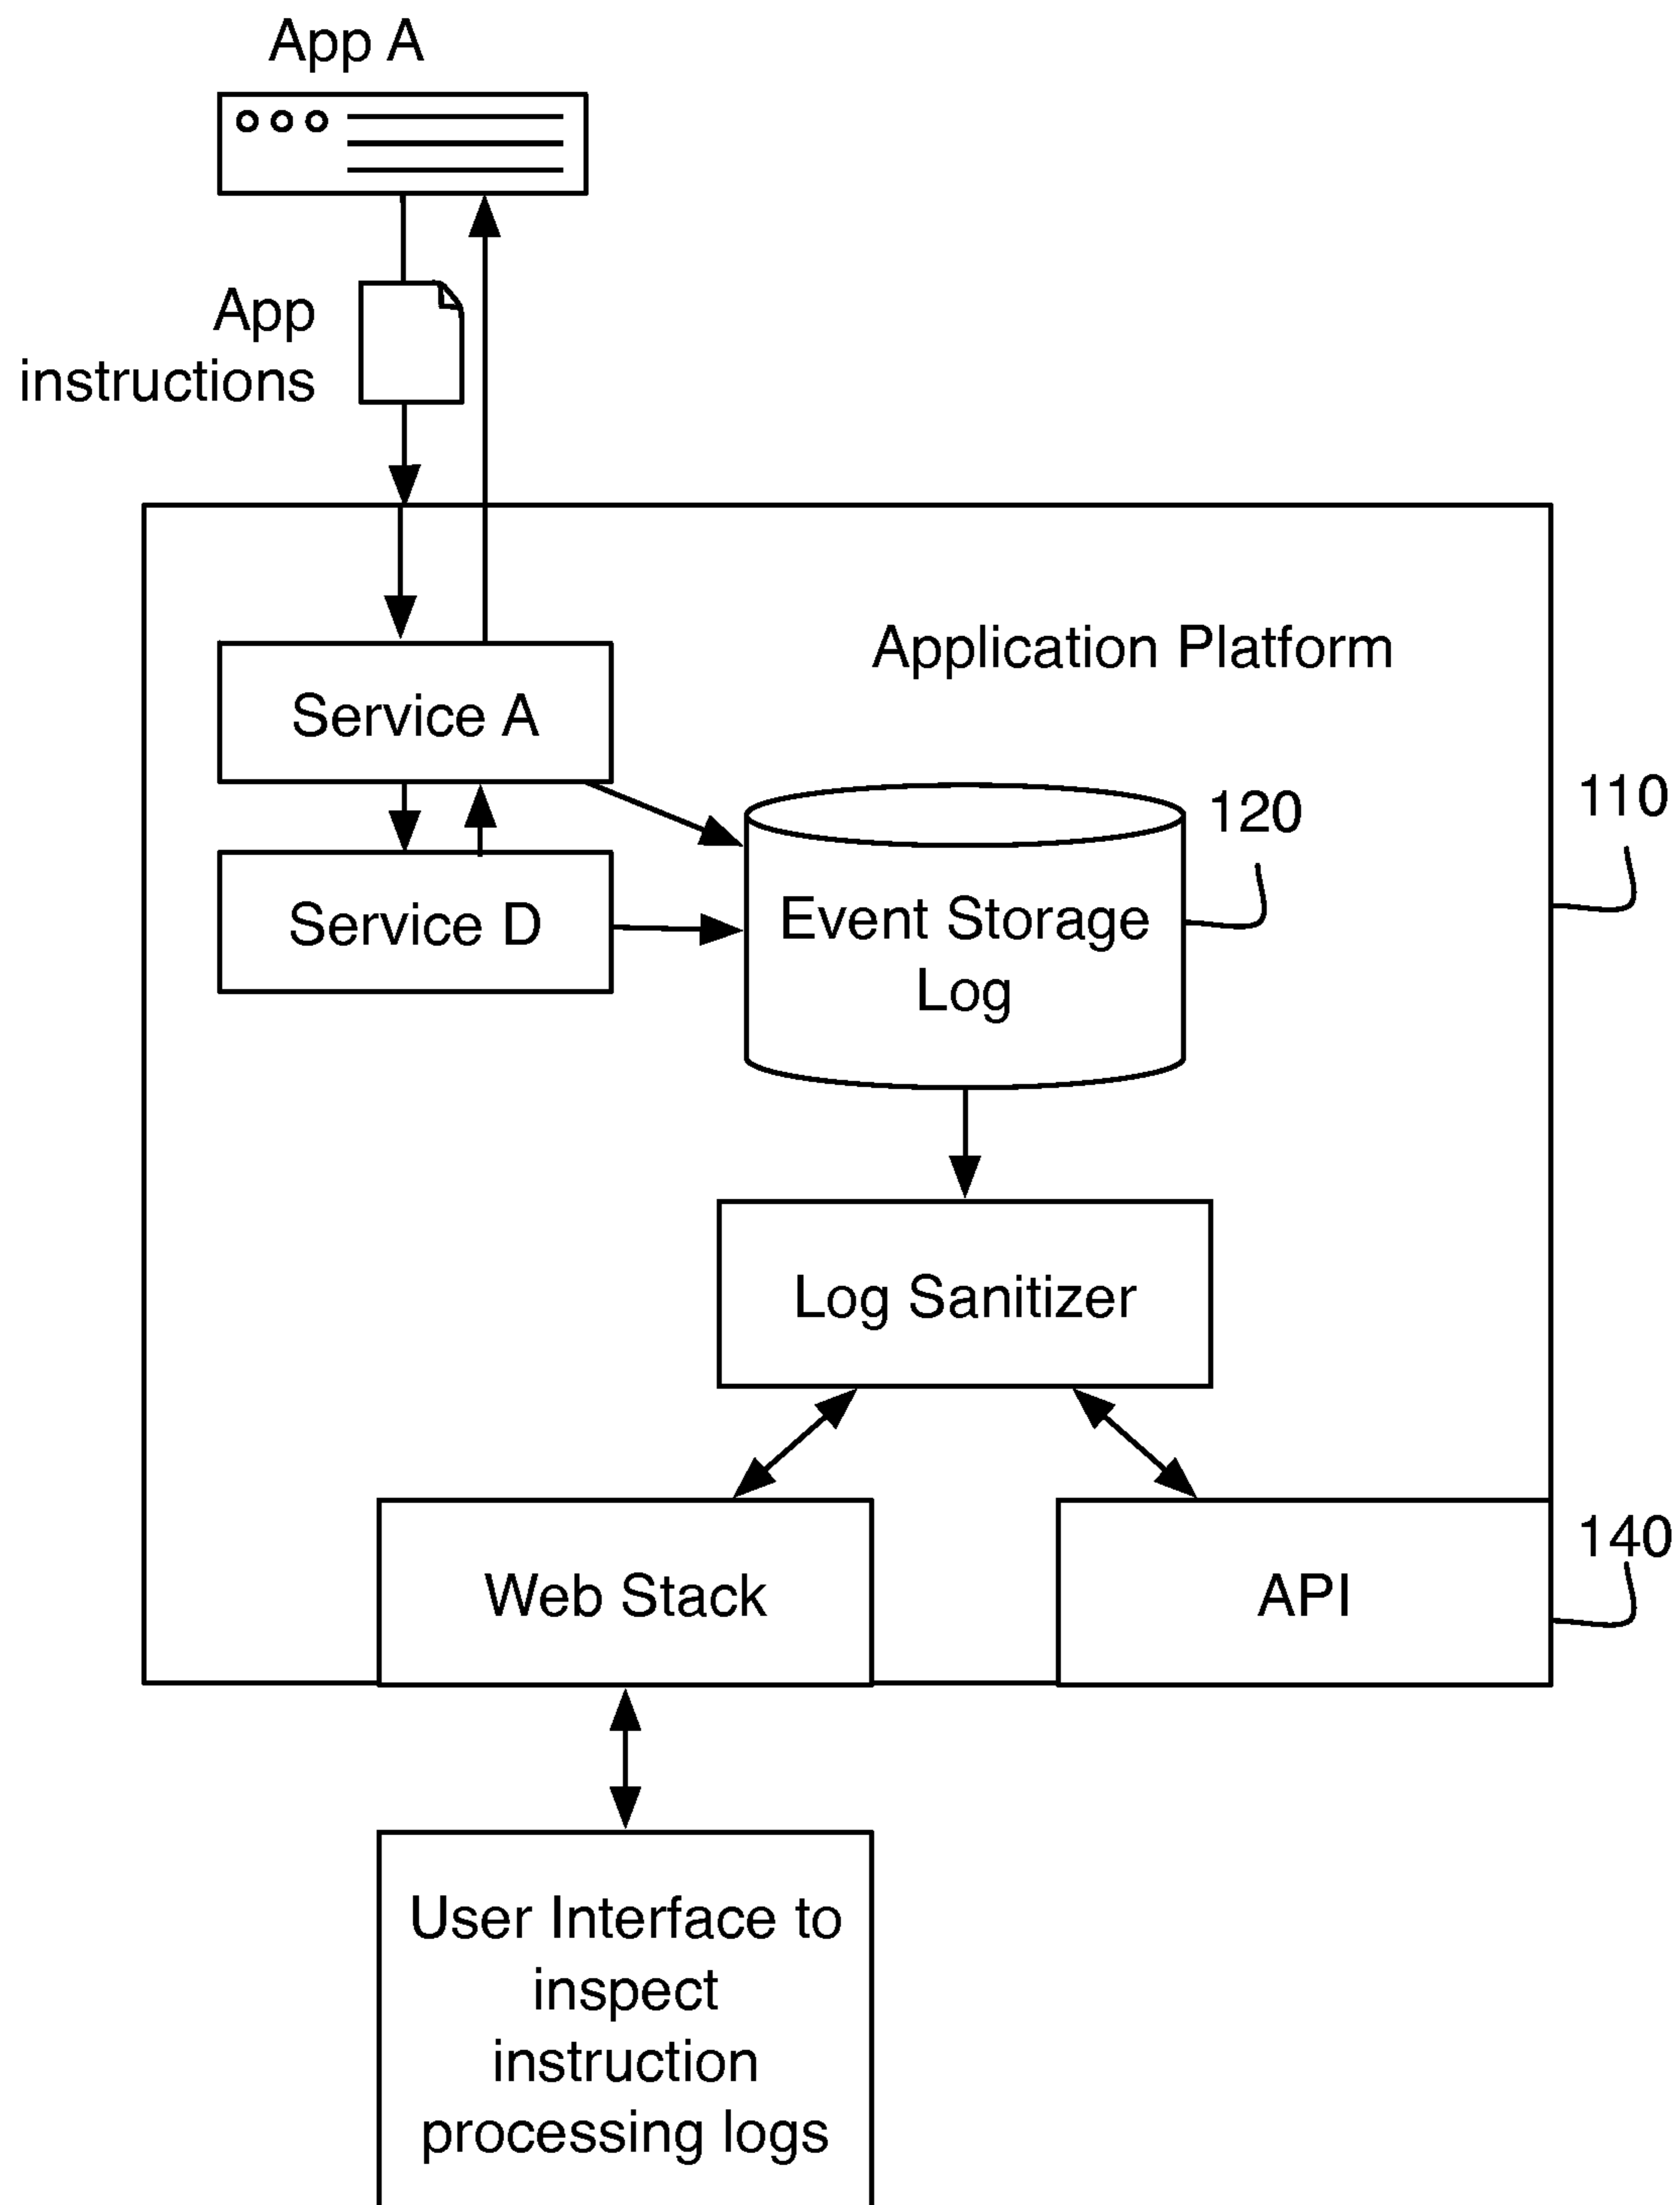 App A
App
instructions
Application Platform
Service A
110
120
Service D
Event Storage
Log
Log Sanitizer
140
Web Stack
API
User Interface to
inspect
instruction
processing logs